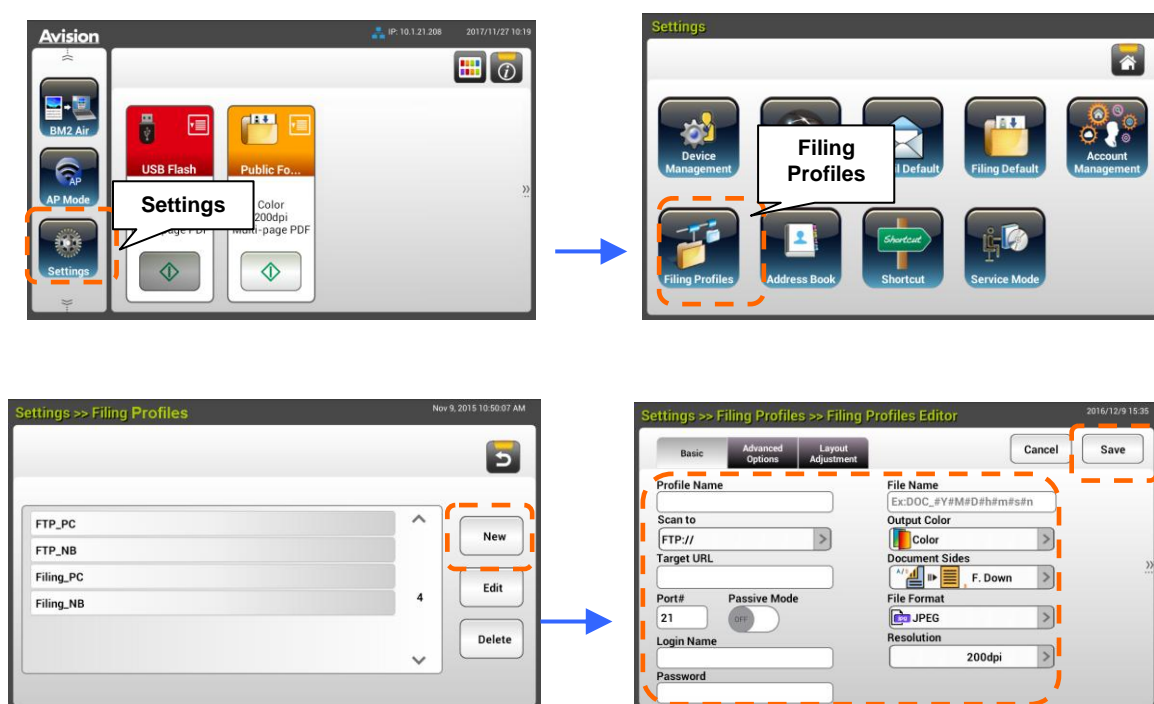 Avision
IP: 10.1.21.208 2017/11/27 10:19
BM2 Air
AP
AP Mode
Settings
USB Flash
Public Fo...
Settings
Color
200dpi
Multi-page PDF
Settings
Device Management
Filing Profiles
Default
Filing Default
Account Management
Filing Profiles
Address Book
Shortcut
Shortcut
Service Mode
Settings >> Filing Profiles
Nov 9, 2015 10:50:07 AM
FTP_PC
FTP_NB
Filing_PC
Filing_NB
4
New
Edit
Delete
Settings >> Filing Profiles >> Filing Profiles Editor
2016/12/9 15:35
Basic
Advanced Options
Layout Adjustment
Cancel
Save
Profile Name
Scan to
FTP://
Target URL
Port#
Passive Mode
21
OFF
Login Name
Password
File Name
Ex:DOC_#Y#M#D#h#m#s#n
Output Color
Color
Document Sides
F. Down
File Format
JPEG
Resolution
200dpi